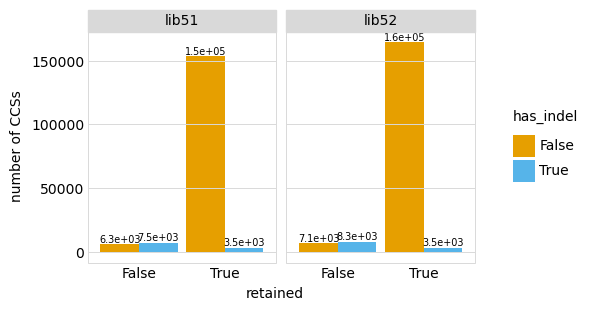 lib51
lib52
number of CCSs
150000
100000
50000
0
6.3e+03
7.5e+03
1.5e+05
3.5e+03
7.1e+03
8.3e+03
1.6e+05
3.5e+03
False
True
False
True
retained
has_indel
False
True